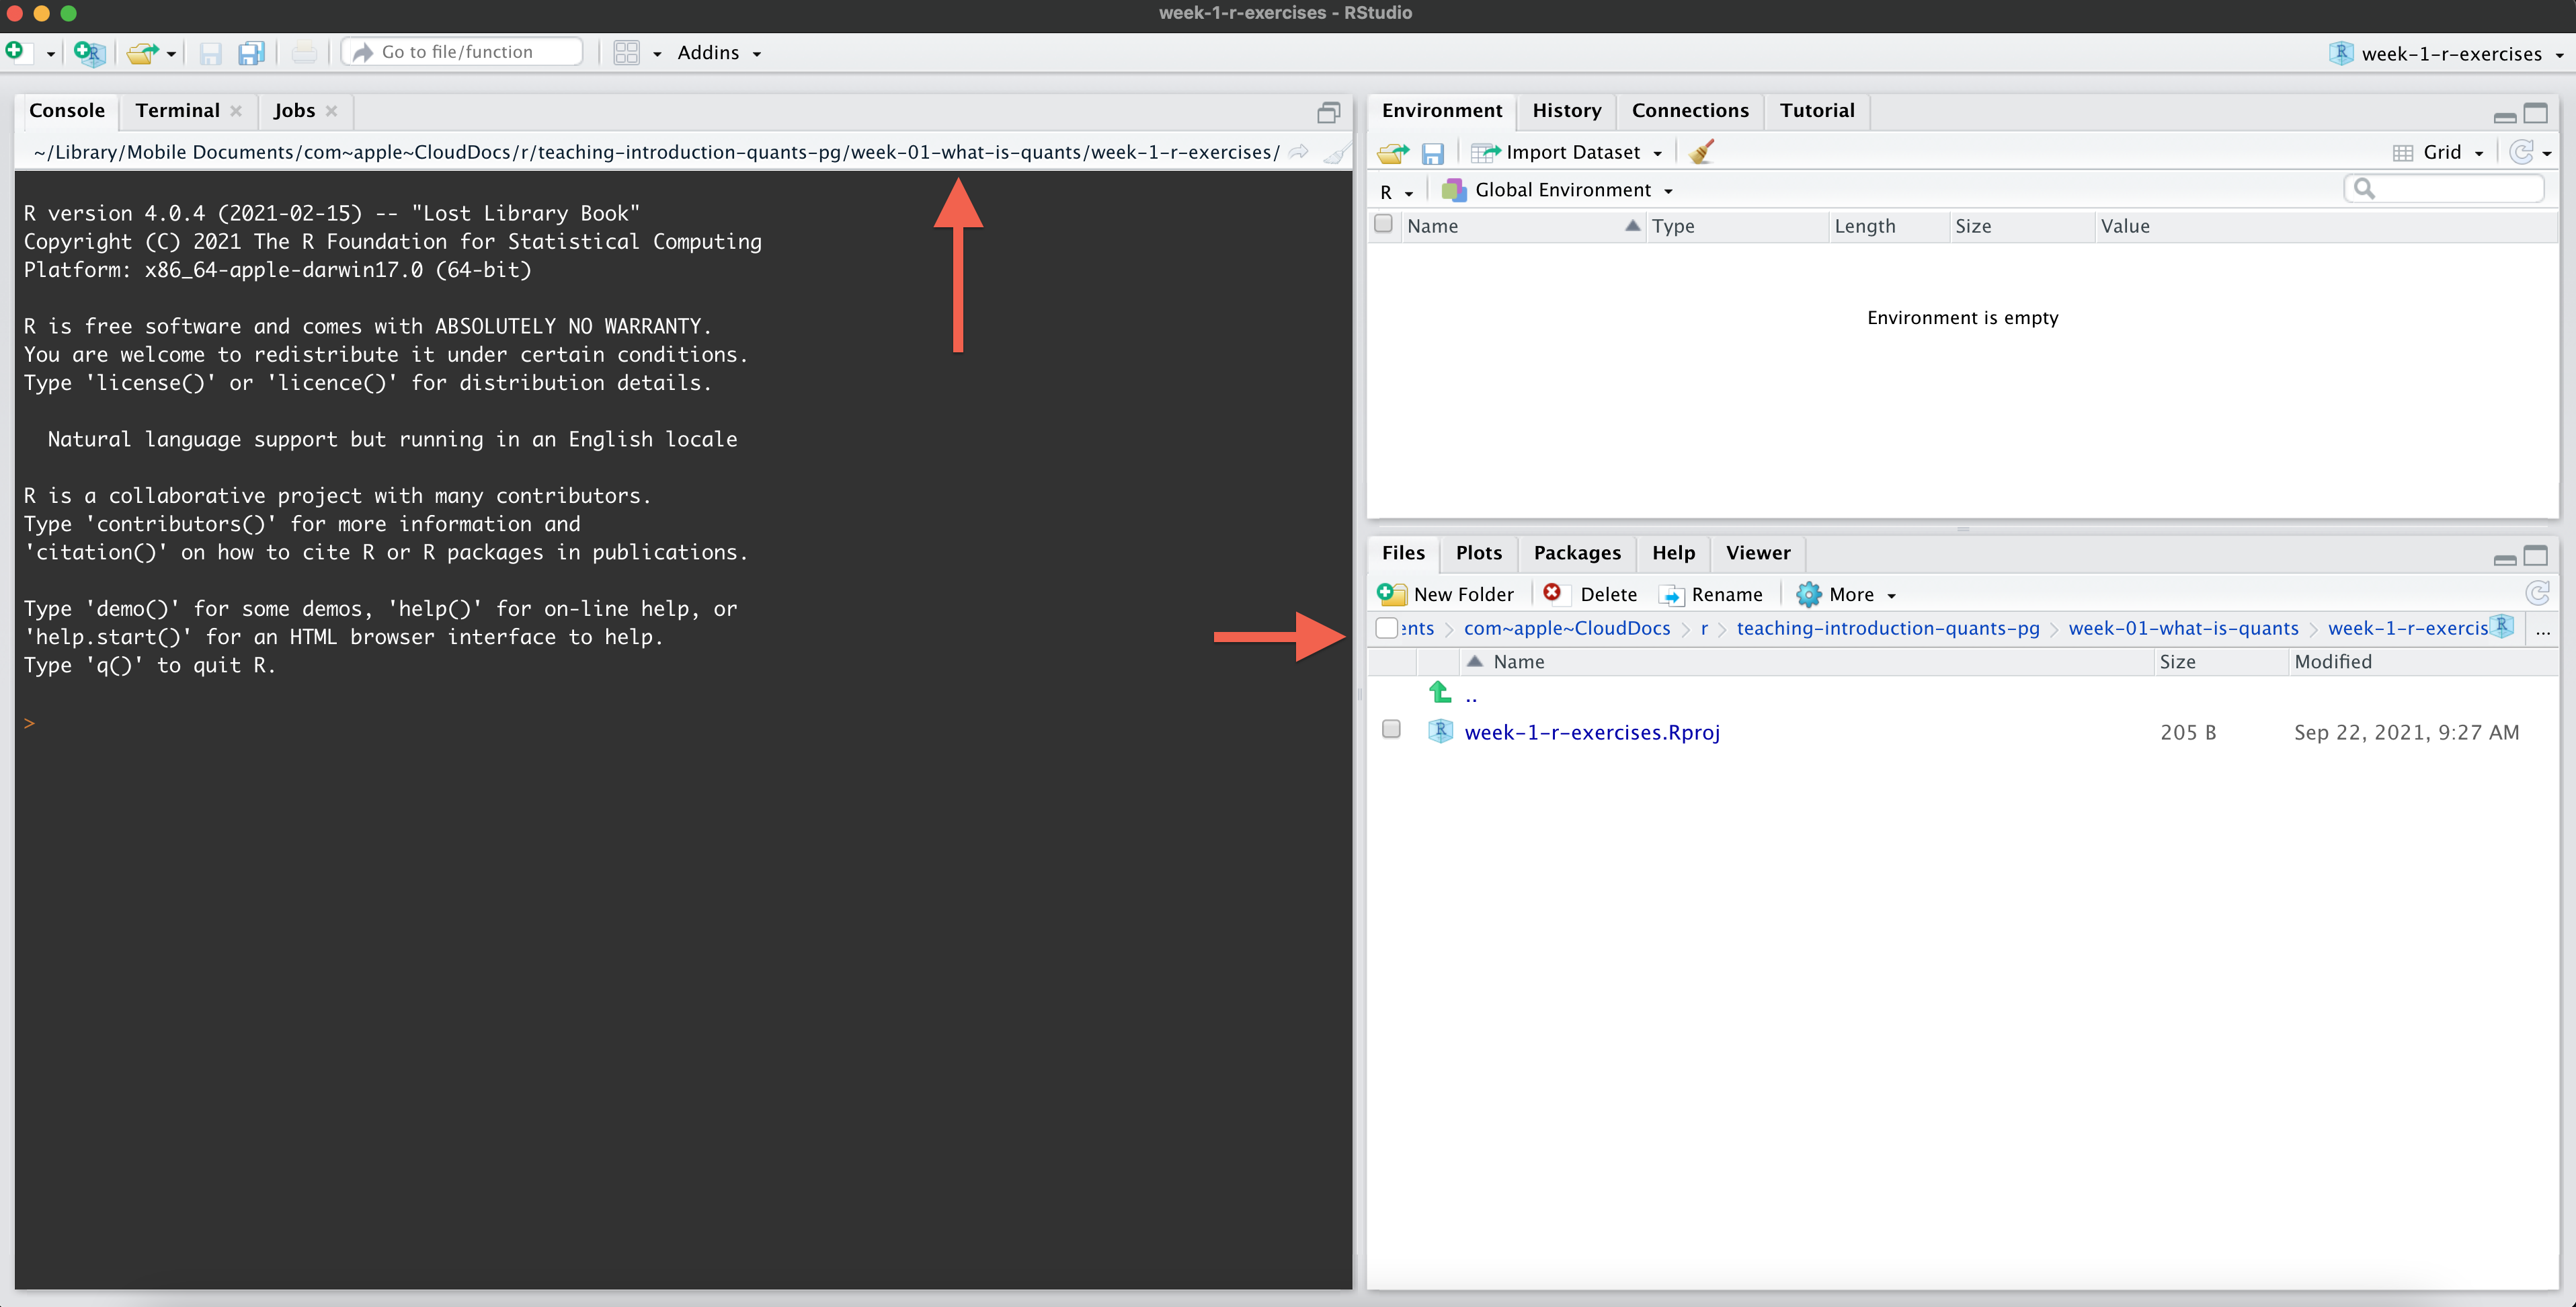 week-1-r-exercises - RStudio
Go to file/function
Addins
week-1-r-exercises
Console Terminal Jobs
~/Library/Mobile Documents/com~apple~CloudDocs/r/teaching-introduction-quants-pg/week-01-what-is-quants/week-1-r-exercises/
R version 4.0.4 (2021-02-15) -- "Lost Library Book"
Copyright (C) 2021 The R Foundation for Statistical Computing
Platform: x86_64-apple-darwin17.0 (64-bit)
R is free software and comes with ABSOLUTELY NO WARRANTY.
You are welcome to redistribute it under certain conditions.
Type 'license()' or 'licence()' for distribution details.
Natural language support but running in an English locale
R is a collaborative project with many contributors.
Type 'contributors()' for more information and
'citation()' on how to cite R or R packages in publications.
Type 'demo()' for some demos, 'help()' for on-line help, or
'help.start()' for an HTML browser interface to help.
Type 'q()' to quit R.
>
Environment History Connections Tutorial
Import Dataset Grid
R Global Environment
Name Type Length Size Value
Environment is empty
Files Plots Packages Help Viewer
New Folder Delete Rename More
ents com~apple~CloudDocs r teaching-introduction-quants-pg week-01-what-is-quants week-1-r-exercis ...
Name Size Modified
..
week-1-r-exercises.Rproj 205 B Sep 22, 2021, 9:27 AM